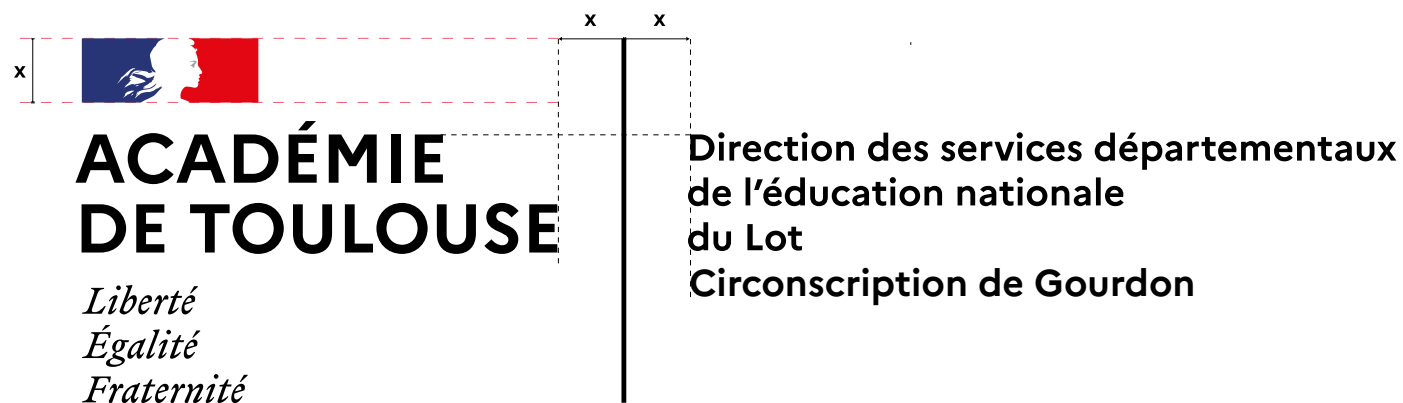 x x
x
ACADÉMIE
DE TOULOUSE
Liberté
Égalité
Fraternité
Direction des services départementaux
de l’éducation nationale
du Lot
Circonscription de Gourdon